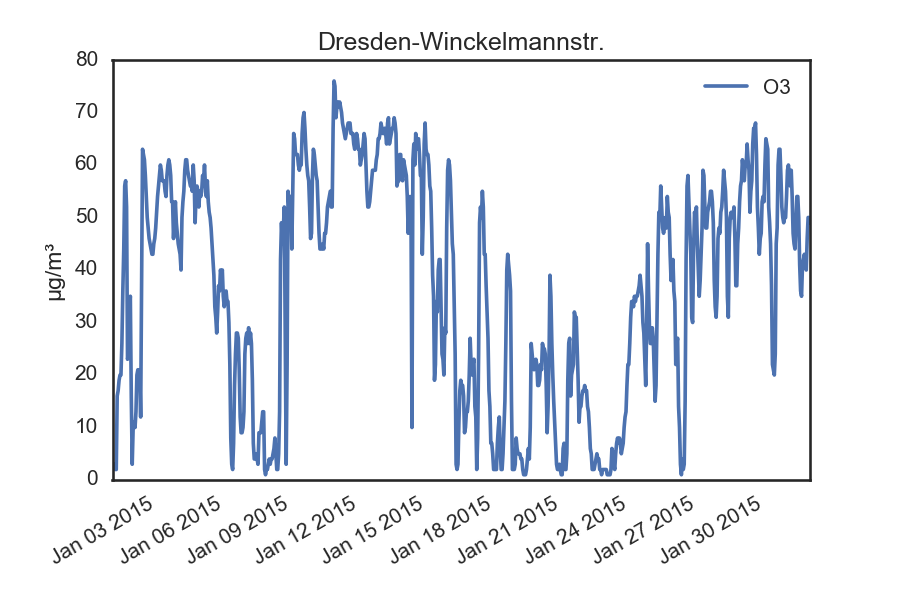 Dresden-Winckelmannstr.
80
70
60
50
40
30
20
10
0
µg/m³
O3
Jan 03 2015
Jan 06 2015
Jan 09 2015
Jan 12 2015
Jan 15 2015
Jan 18 2015
Jan 21 2015
Jan 24 2015
Jan 27 2015
Jan 30 2015